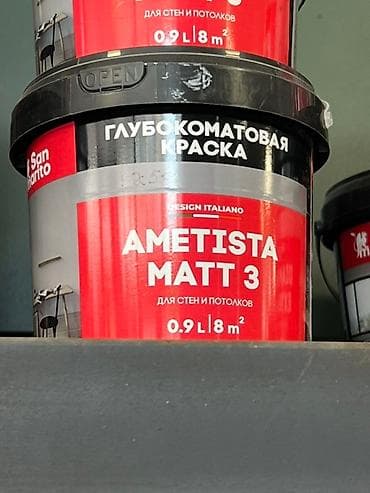 ДЛЯ СТЕН И ПОТОЛКОВ
0.9 L | 8 m²
OPEN
ГЛУБОКОМАТОВАЯ
КРАСКА
San
DESIGN ITALIANO
AMETISTA
MATT 3
ДЛЯ СТЕН И ПОТОЛКОВ
0.9 L | 8 m²